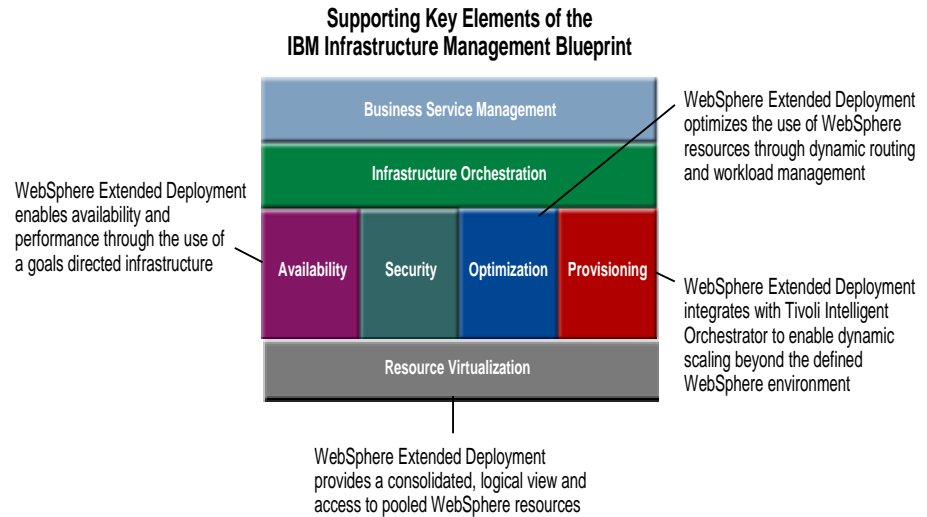 Supporting Key Elements of the
IBM Infrastructure Management Blueprint
Business Service Management
Infrastructure Orchestration
Availability
Security
Optimization
Provisioning
Resource Virtualization
WebSphere Extended Deployment
enables availability and
performance through the use of
a goals directed infrastructure
WebSphere Extended Deployment
optimizes the use of WebSphere
resources through dynamic routing
and workload management
WebSphere Extended Deployment
integrates with Tivoli Intelligent
Orchestrator to enable dynamic
scaling beyond the defined
WebSphere environment
WebSphere Extended Deployment
provides a consolidated, logical view and
access to pooled WebSphere resources